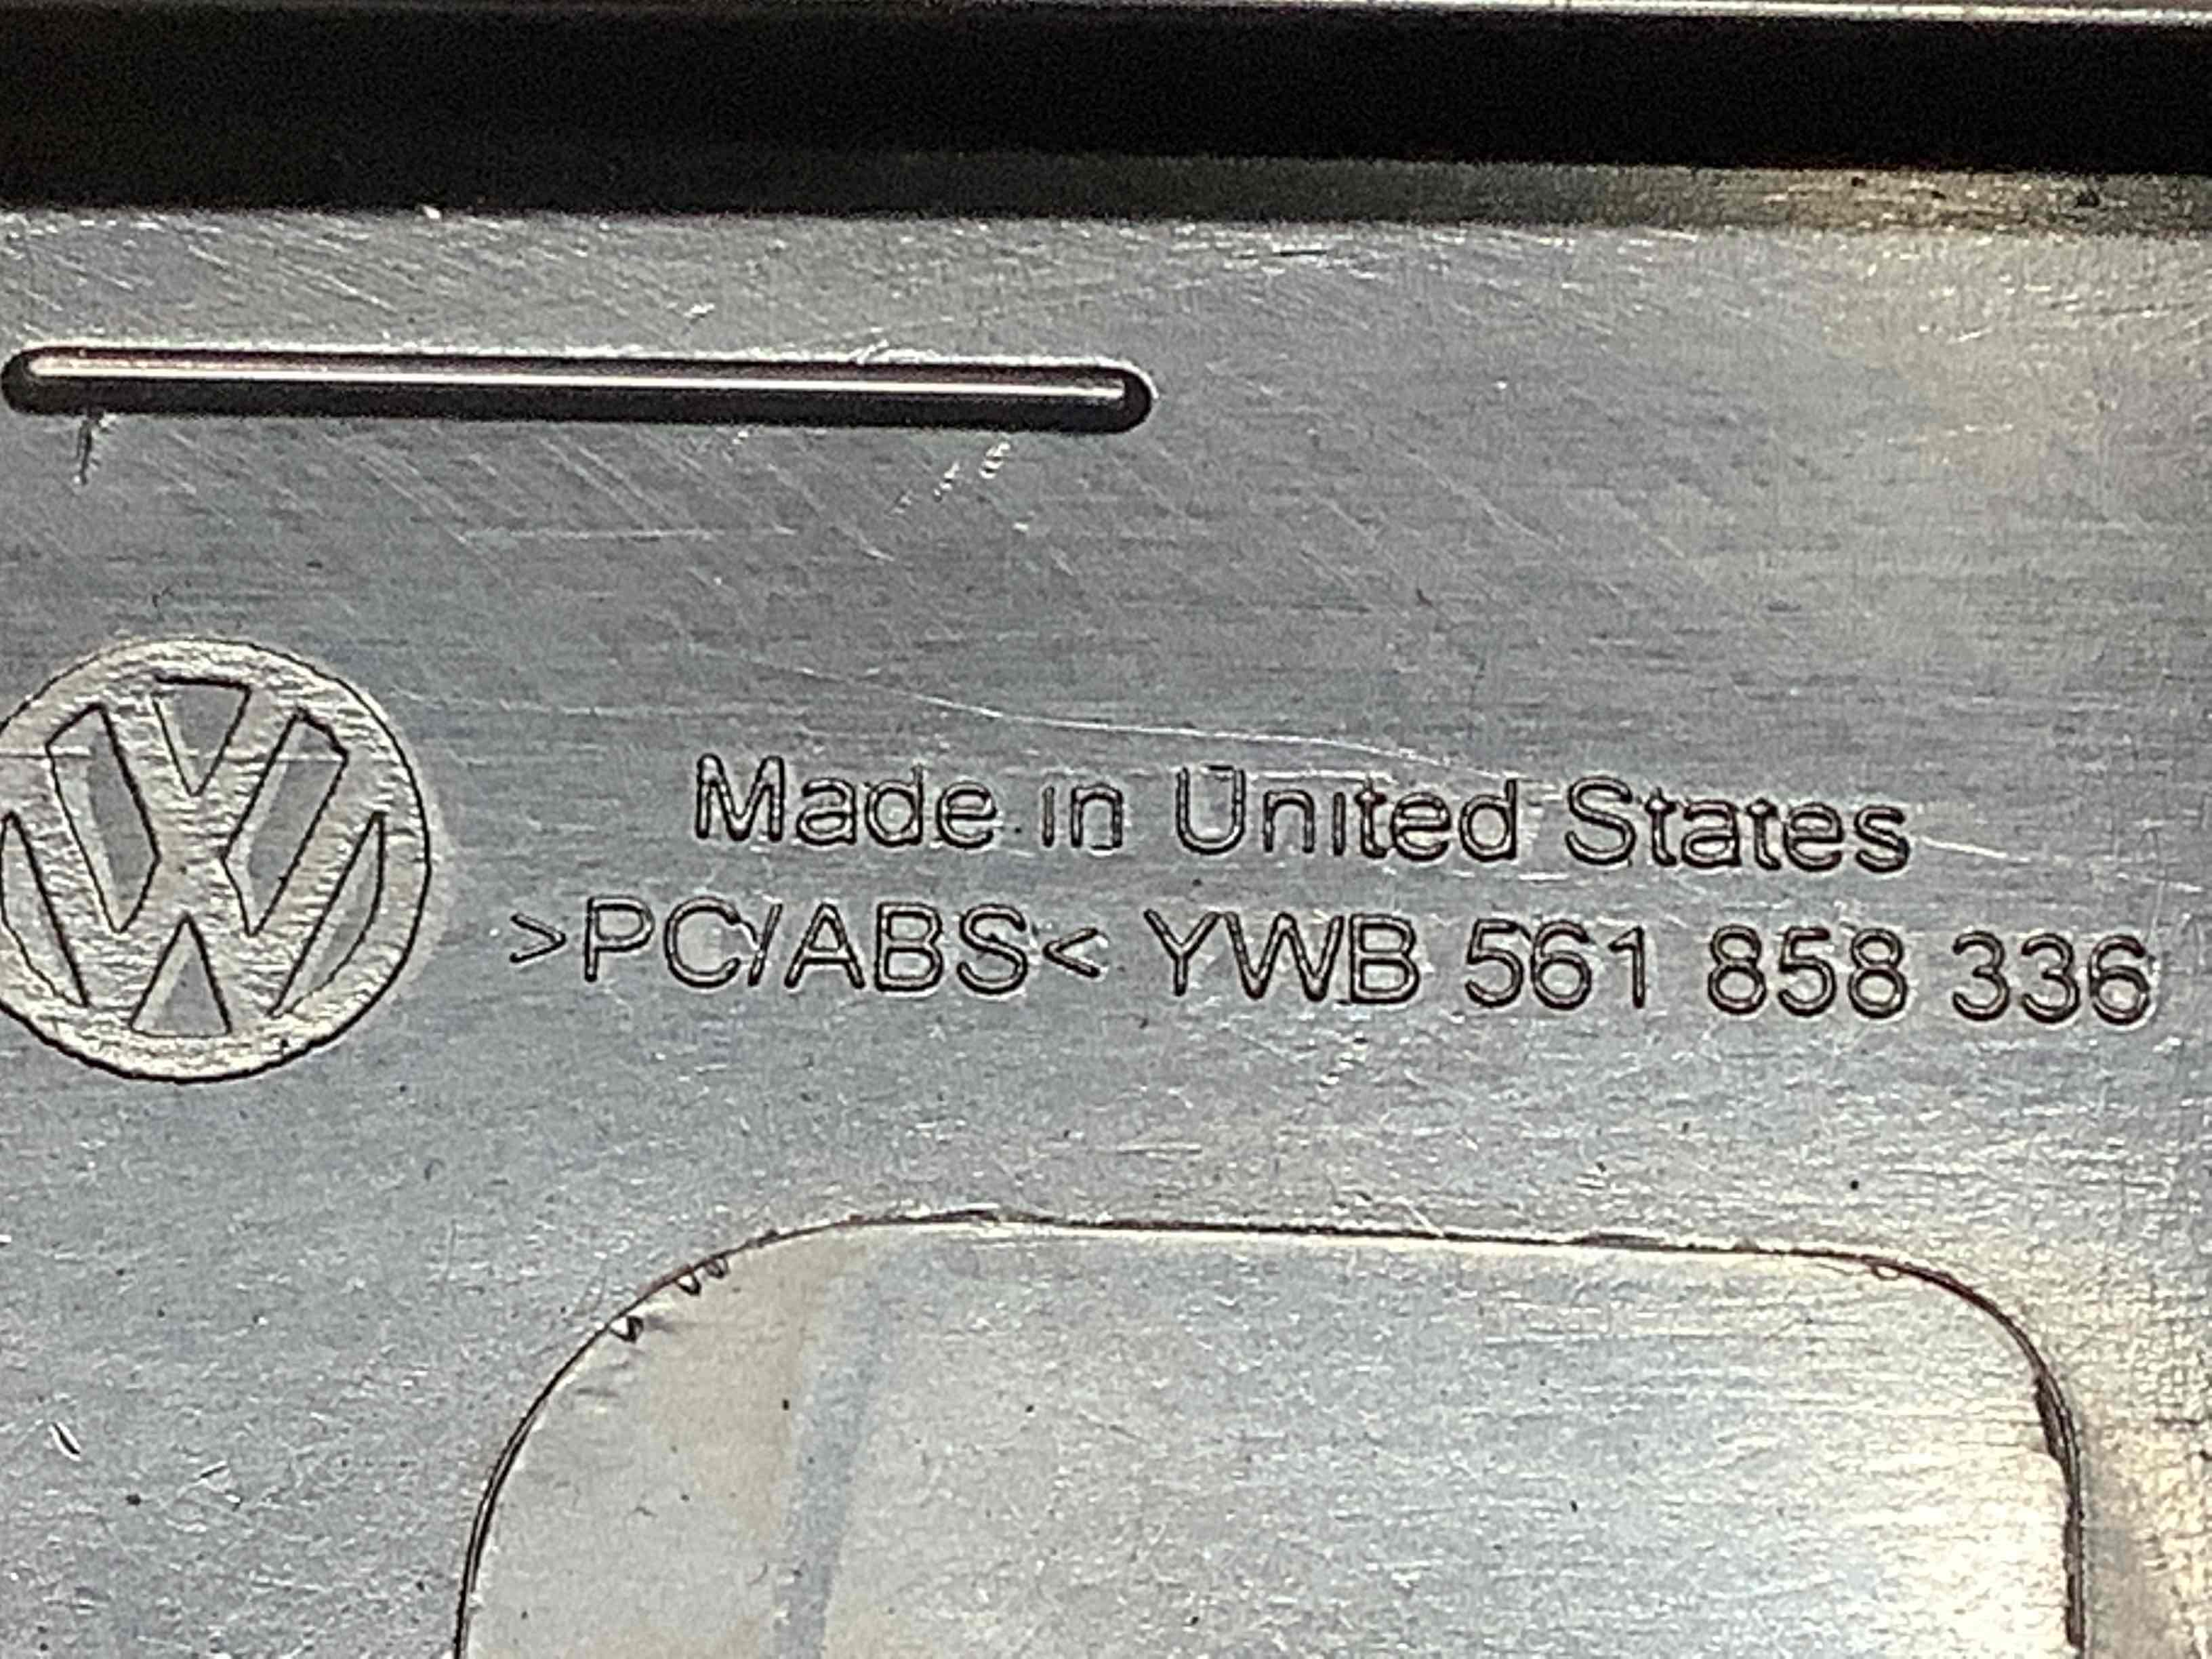 Made in United States
>PC/ABS< YWB 561 858 336